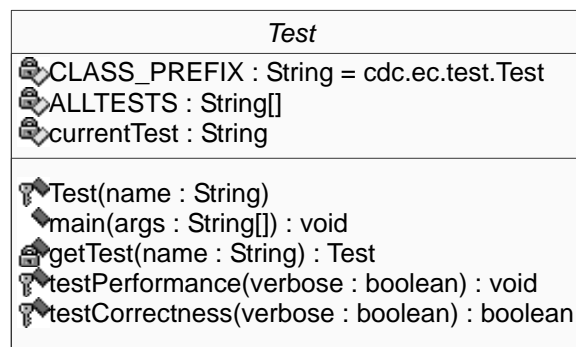 Test
CLASS_PREFIX : String = cdc.ec.test.Test
ALLTESTS : String[]
currentTest : String
Test(name : String)
main(args : String[]) : void
getTest(name : String) : Test
testPerformance(verbose : boolean) : void
testCorrectness(verbose : boolean) : boolean